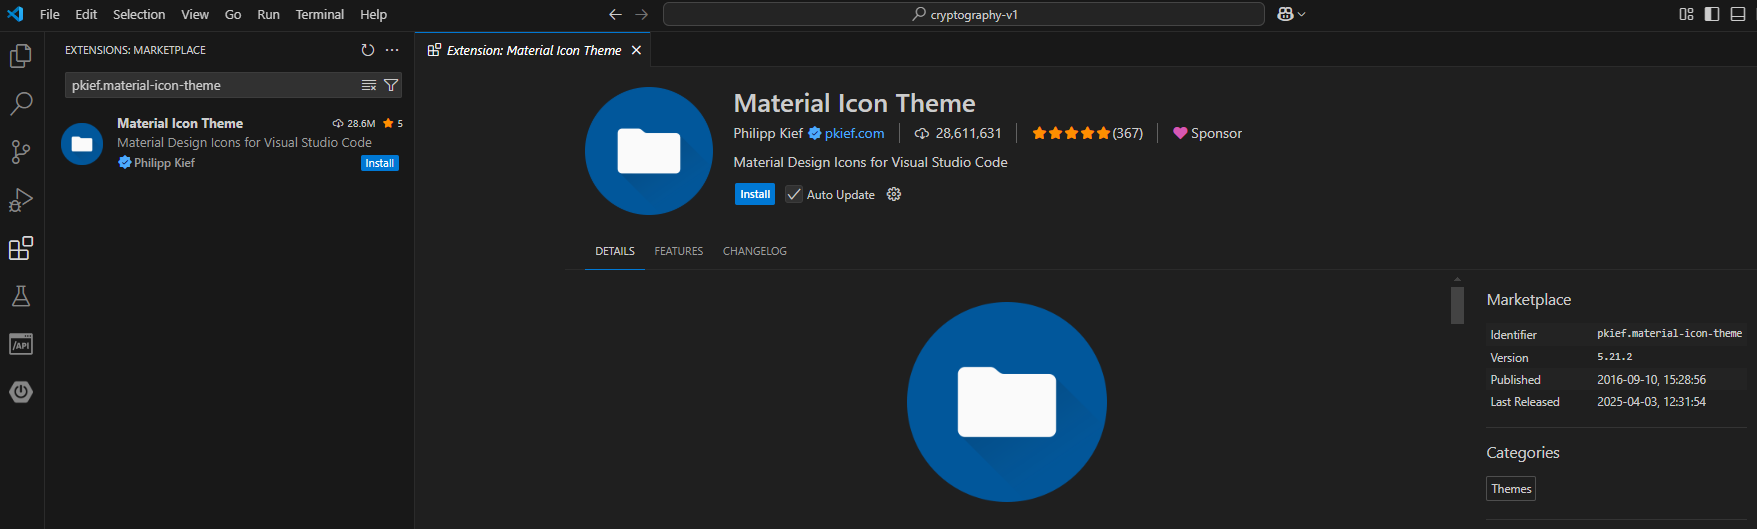 File Edit Selection View Go Run Terminal Help
cryptography-v1
EXTENSIONS: MARKETPLACE
pkief.material-icon-theme
Material Icon Theme 28.6M 5
Material Design Icons for Visual Studio Code
Philipp Kief Install
/API
Extension: Material Icon Theme
Material Icon Theme
Philipp Kief pkief.com 28,611,631 (367) Sponsor
Material Design Icons for Visual Studio Code
Install Auto Update
DETAILS FEATURES CHANGELOG
Marketplace
Identifier pkief.material-icon-theme
Version 5.21.2
Published 2016-09-10, 15:28:56
Last Released 2025-04-03, 12:31:54
Categories
Themes